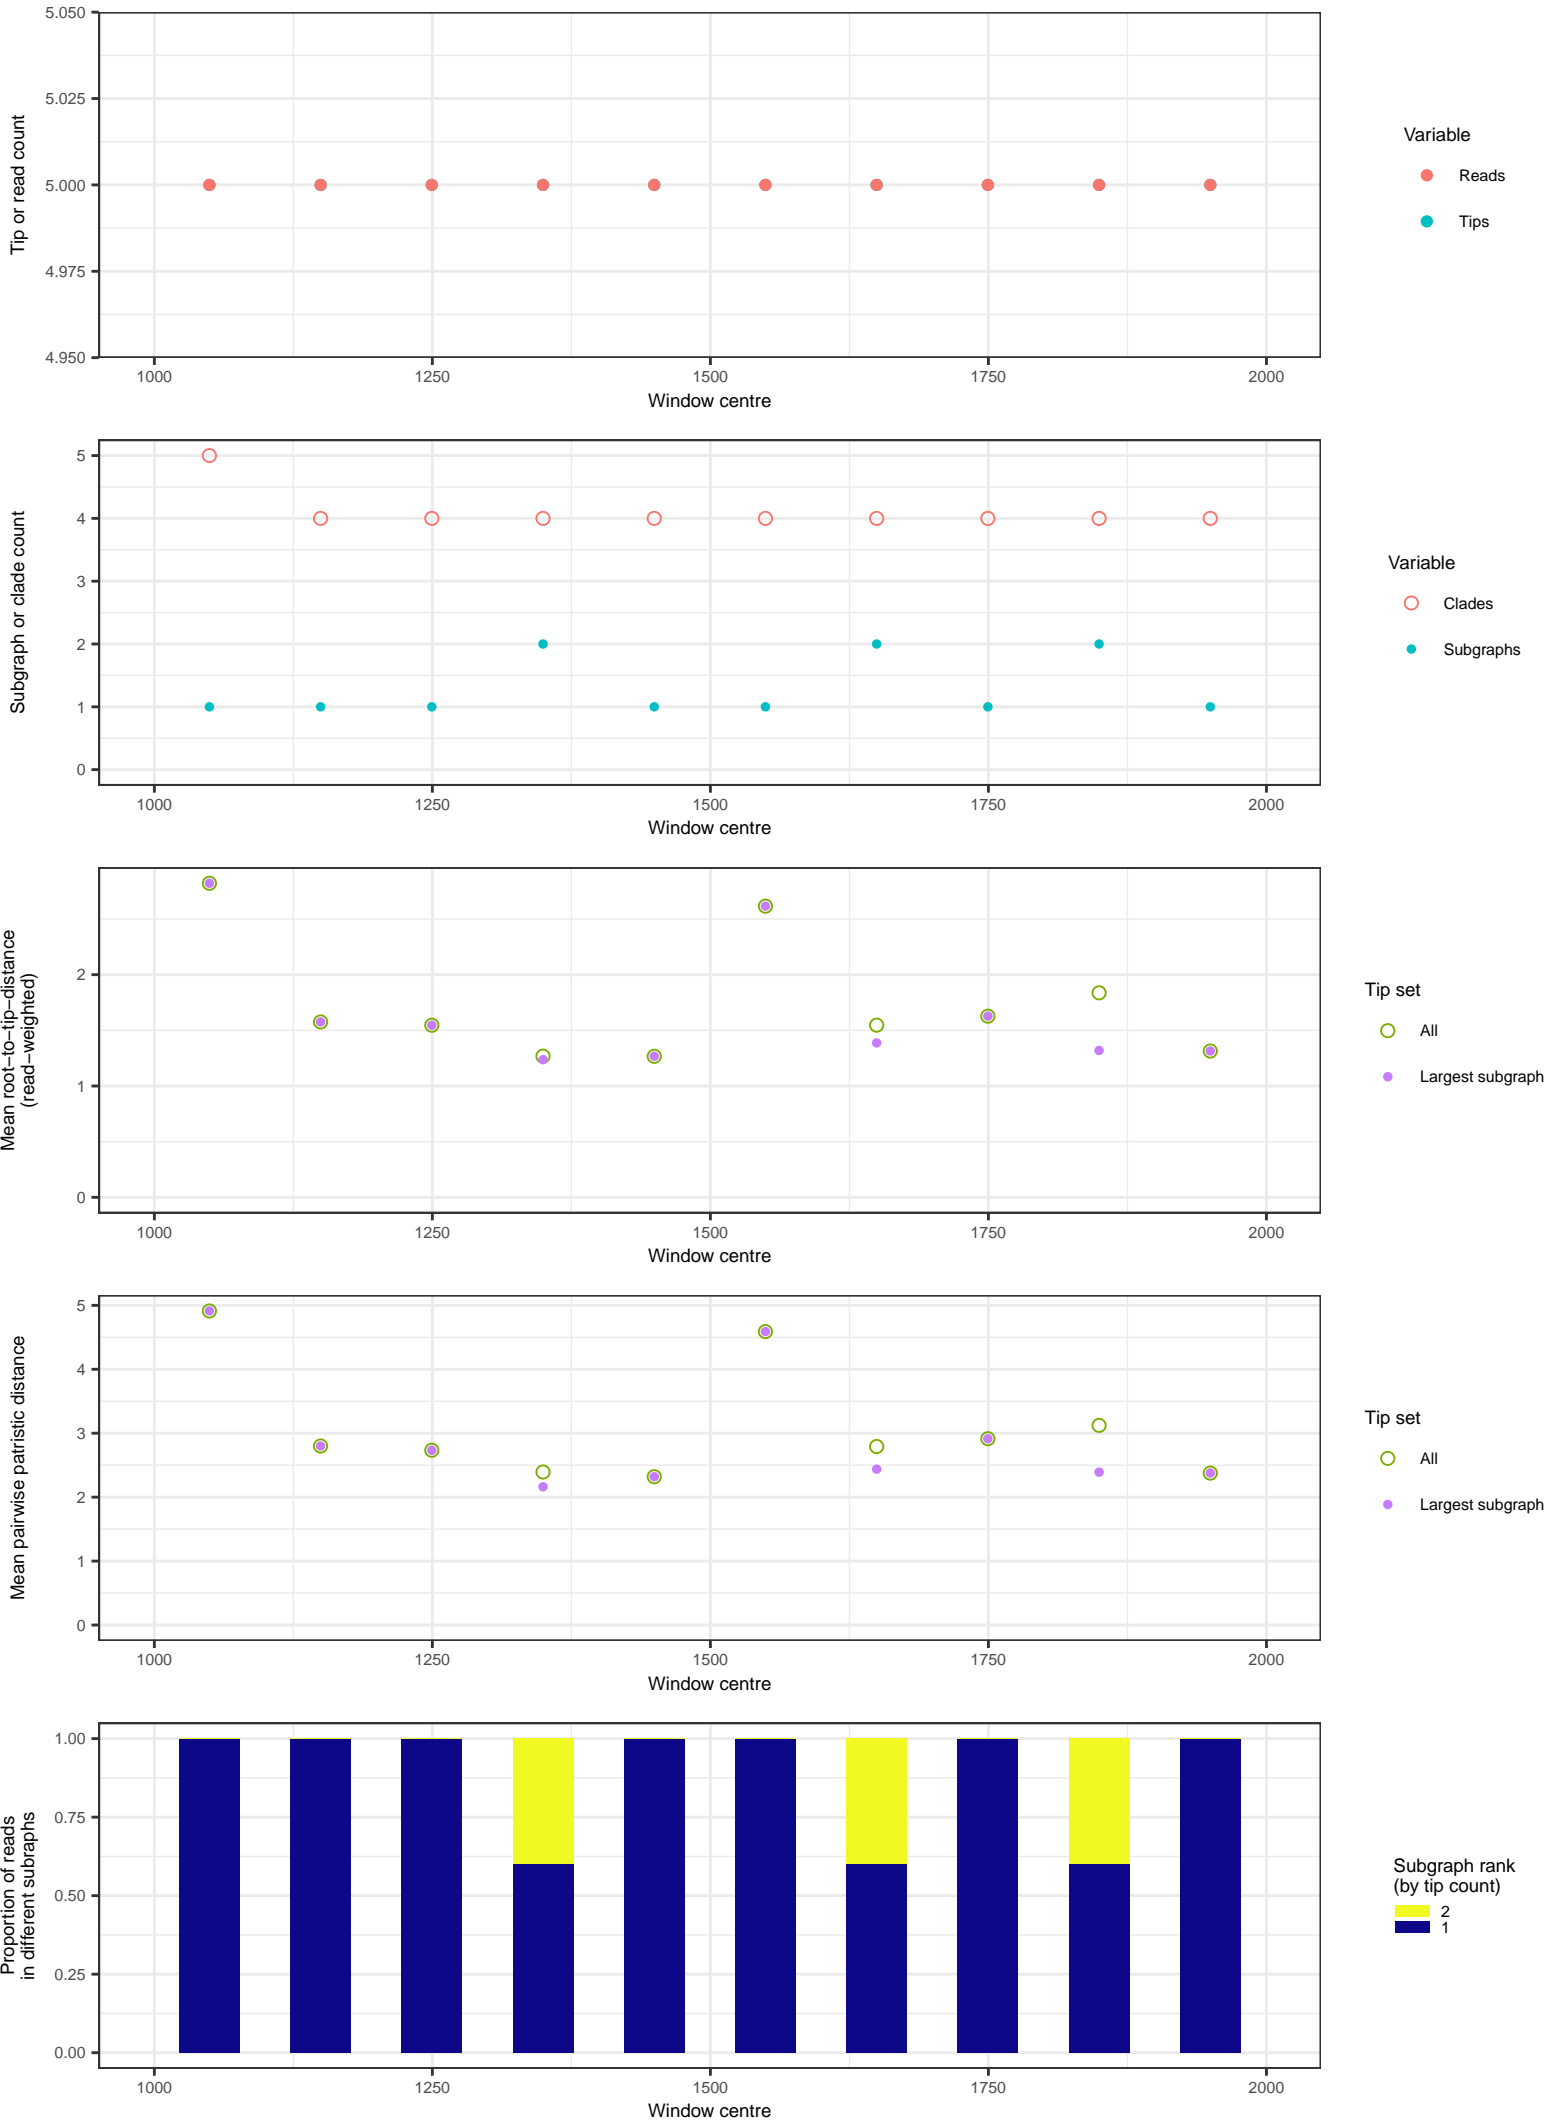 5.050
5.025
5.000
4.975
4.950
Tip or read count
1000 1250 1500 1750 2000
Window centre
Variable
Reads
Tips
5
4
3
2
1
0
Subgraph or clade count
1000 1250 1500 1750 2000
Window centre
Variable
Clades
Subgraphs
2
1
0
Mean root−to−tip−distance
(read−weighted)
1000 1250 1500 1750 2000
Window centre
Tip set
All
Largest subgraph
5
4
3
2
1
0
Mean pairwise patristic distance
1000 1250 1500 1750 2000
Window centre
Tip set
All
Largest subgraph
1.00
0.75
0.50
0.25
0.00
Proportion of reads
in different subraphs
1000 1250 1500 1750 2000
Window centre
Subgraph rank
(by tip count)
2
1